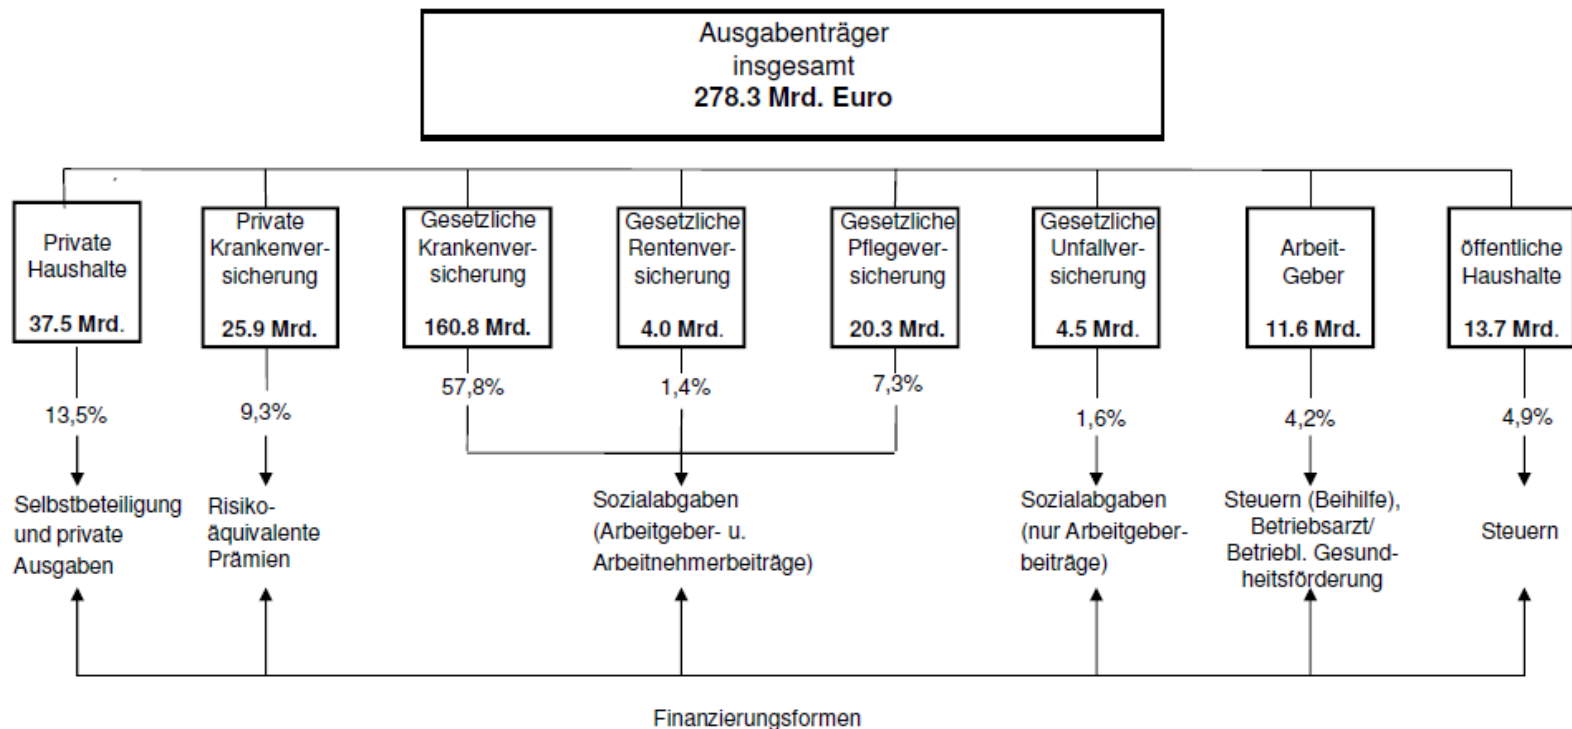 Ausgabenträger
insgesamt
278.3 Mrd. Euro
Private
Haushalte
37.5 Mrd.
Private
Krankenver-
sicherung
25.9 Mrd.
Gesetzliche
Krankenver-
sicherung
160.8 Mrd.
Gesetzliche
Rentenver-
sicherung
4.0 Mrd.
Gesetzliche
Pflegever-
sicherung
20.3 Mrd.
Gesetzliche
Unfallver-
sicherung
4.5 Mrd.
Arbeit-
Geber
11.6 Mrd.
öffentliche
Haushalte
13.7 Mrd.
13,5%
9,3%
57,8%
1,4%
7,3%
1,6%
4,2%
4,9%
Selbstbeteiligung
und private
Ausgaben
Risiko-
äquivalente
Prämien
Sozialabgaben
(Arbeitgeber- u.
Arbeitnehmerbeiträge)
Sozialabgaben
(nur Arbeitgeber-
beiträge)
Steuern (Beihilfe),
Betriebsarzt/
Betriebl. Gesund-
heitsförderung
Steuern
Finanzierungsformen